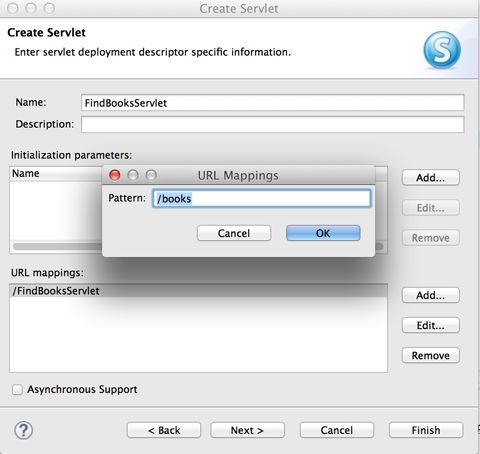 Create Servlet
Create Servlet
Enter servlet deployment descriptor specific information.
S
Name: FindBooksServlet
Description:
Initialization parameters:
Name
Add...
Edit...
Remove
URL Mappings
Pattern: /books
Cancel OK
URL mappings:
/FindBooksServlet
Add...
Edit...
Remove
Asynchronous Support
? < Back Next > Cancel Finish